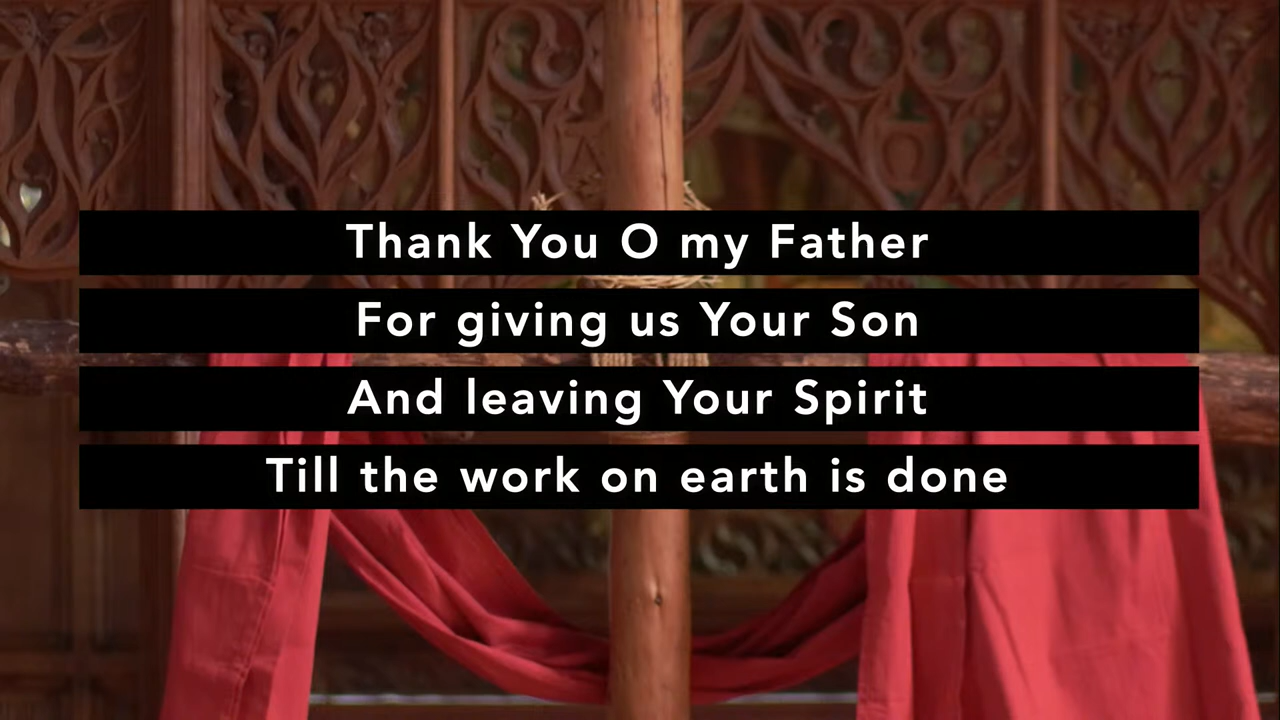 Thank You O my Father
For giving us Your Son
And leaving Your Spirit
Till the work on earth is done